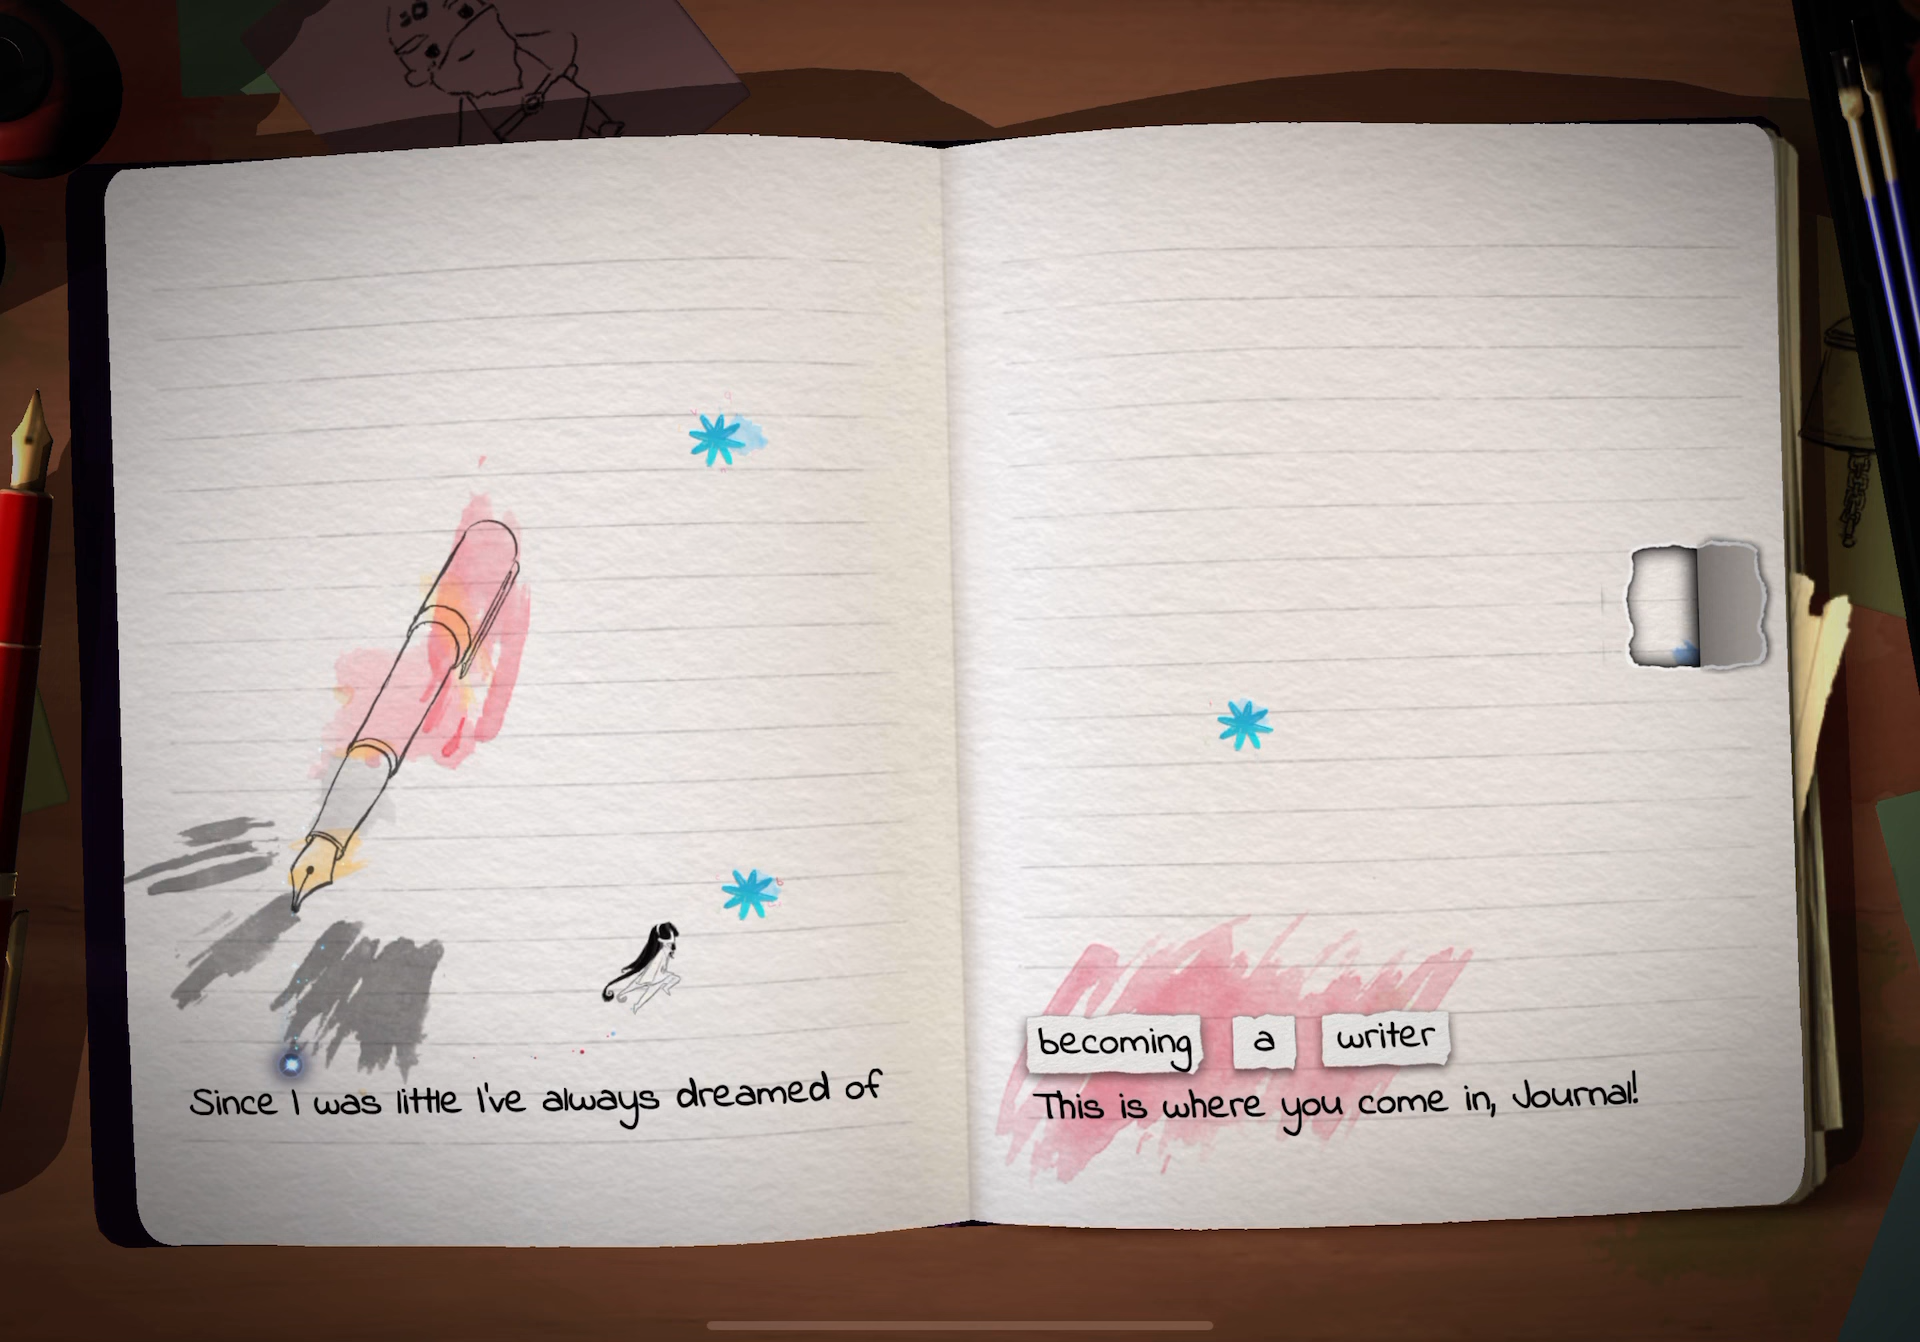 Since I was little I've always dreamed of
becoming a writer
This is where you come in, Journal!